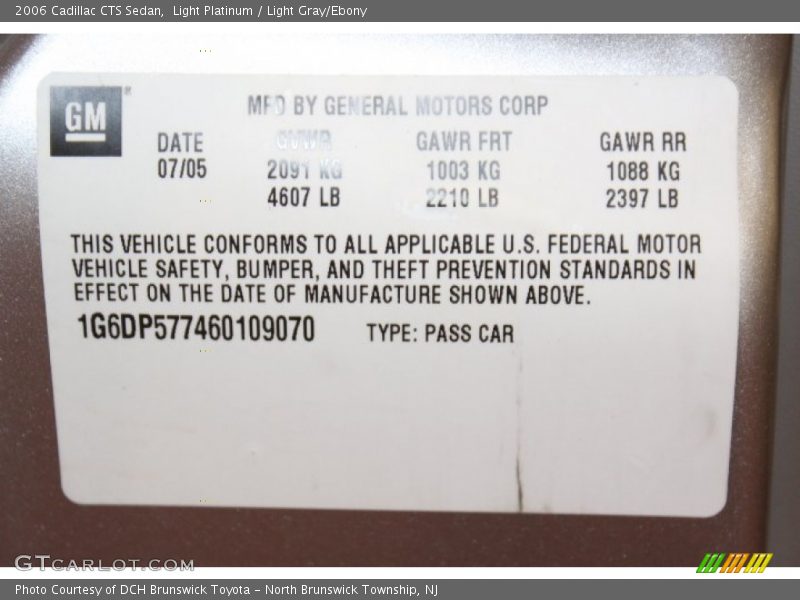 2006 Cadillac CTS Sedan,  Light Platinum / Light Gray/Ebony
GM®
MFD BY GENERAL MOTORS CORP
DATE GVWR GAWR FRT GAWR RR
07/05 2091 KG 1003 KG 1088 KG
4607 LB 2210 LB 2397 LB
THIS VEHICLE CONFORMS TO ALL APPLICABLE U.S. FEDERAL MOTOR
VEHICLE SAFETY, BUMPER, AND THEFT PREVENTION STANDARDS IN
EFFECT ON THE DATE OF MANUFACTURE SHOWN ABOVE.
1G6DP577460109070 TYPE: PASS CAR
GTCARLOT.COM
Photo Courtesy of DCH Brunswick Toyota – North Brunswick Township, NJ